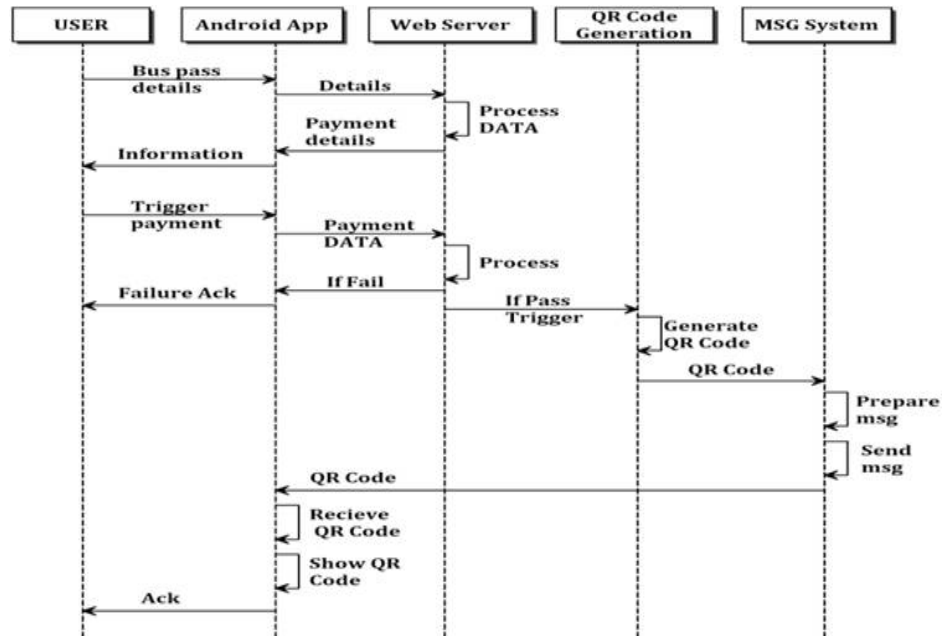 USER
Android App
Web Server
QR Code
Generation
MSG System
Bus pass
details
Details
Process
DATA
Payment
details
Information
Trigger
payment
Payment
DATA
Process
If Fail
Failure Ack
If Pass
Trigger
Generate
QR Code
QR Code
Prepare
msg
Send
msg
QR Code
Recieve
QR Code
Show QR
Code
Ack